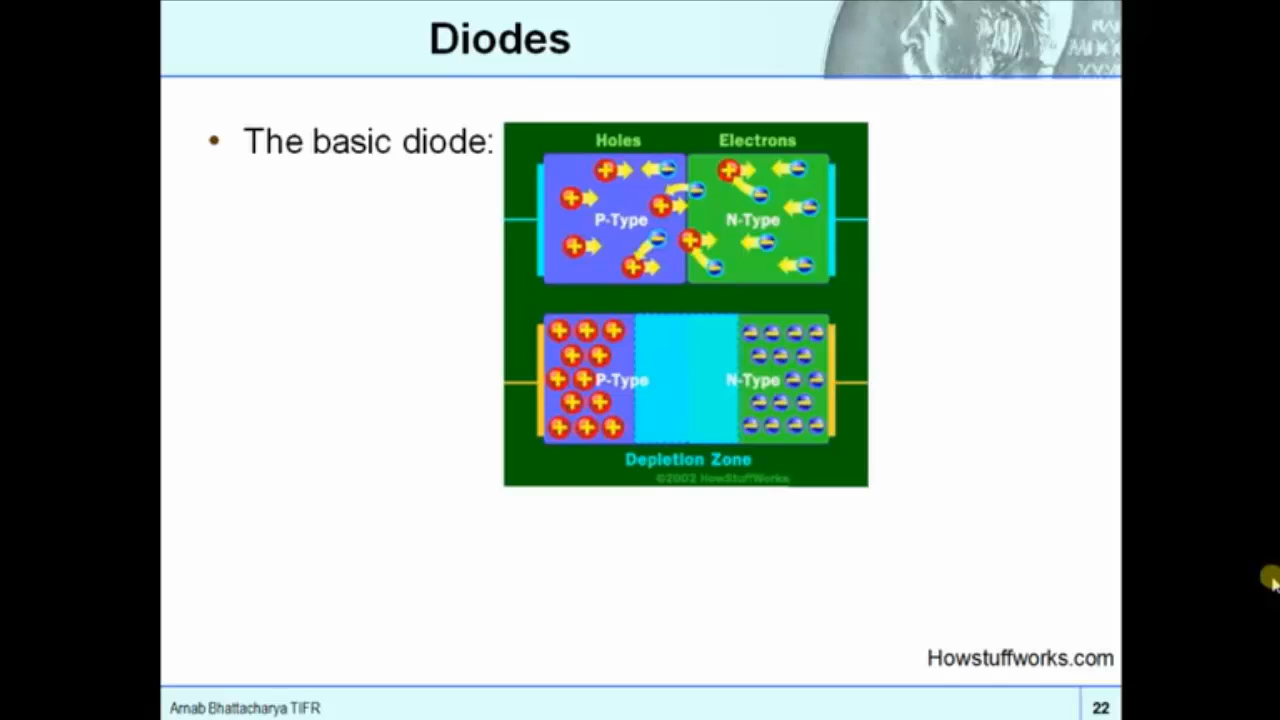 Diodes
• The basic diode:
Holes Electrons
P-Type N-Type
P-Type N-Type
Depletion Zone
©2002 HowStuffWorks
Howstuffworks.com
Arnab Bhattacharya TIFR
22